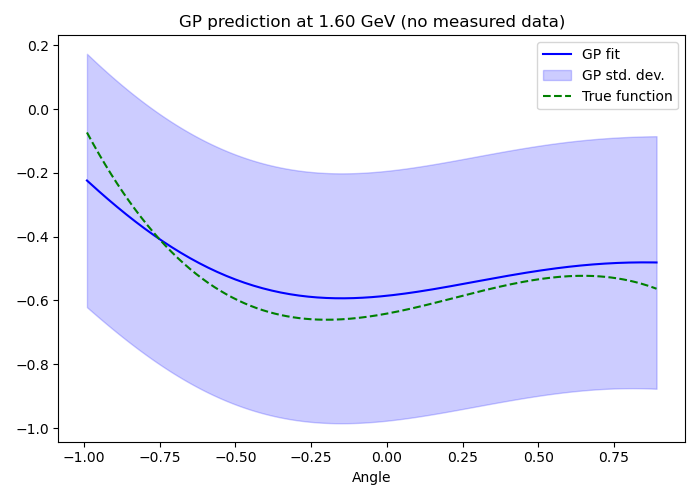 GP prediction at 1.60 GeV (no measured data)
GP fit
GP std. dev.
True function
0.2
0.0
−0.2
−0.4
−0.6
−0.8
−1.0
−1.00 −0.75 −0.50 −0.25 0.00 0.25 0.50 0.75
Angle